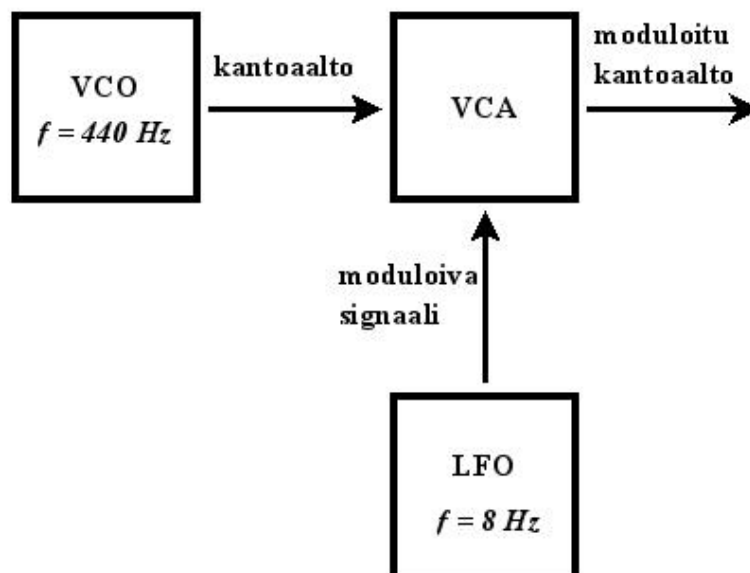 VCO
f = 440 Hz
kantoaalto
VCA
moduloitu
kantoaalto
moduloiva
signaali
LFO
f = 8 Hz